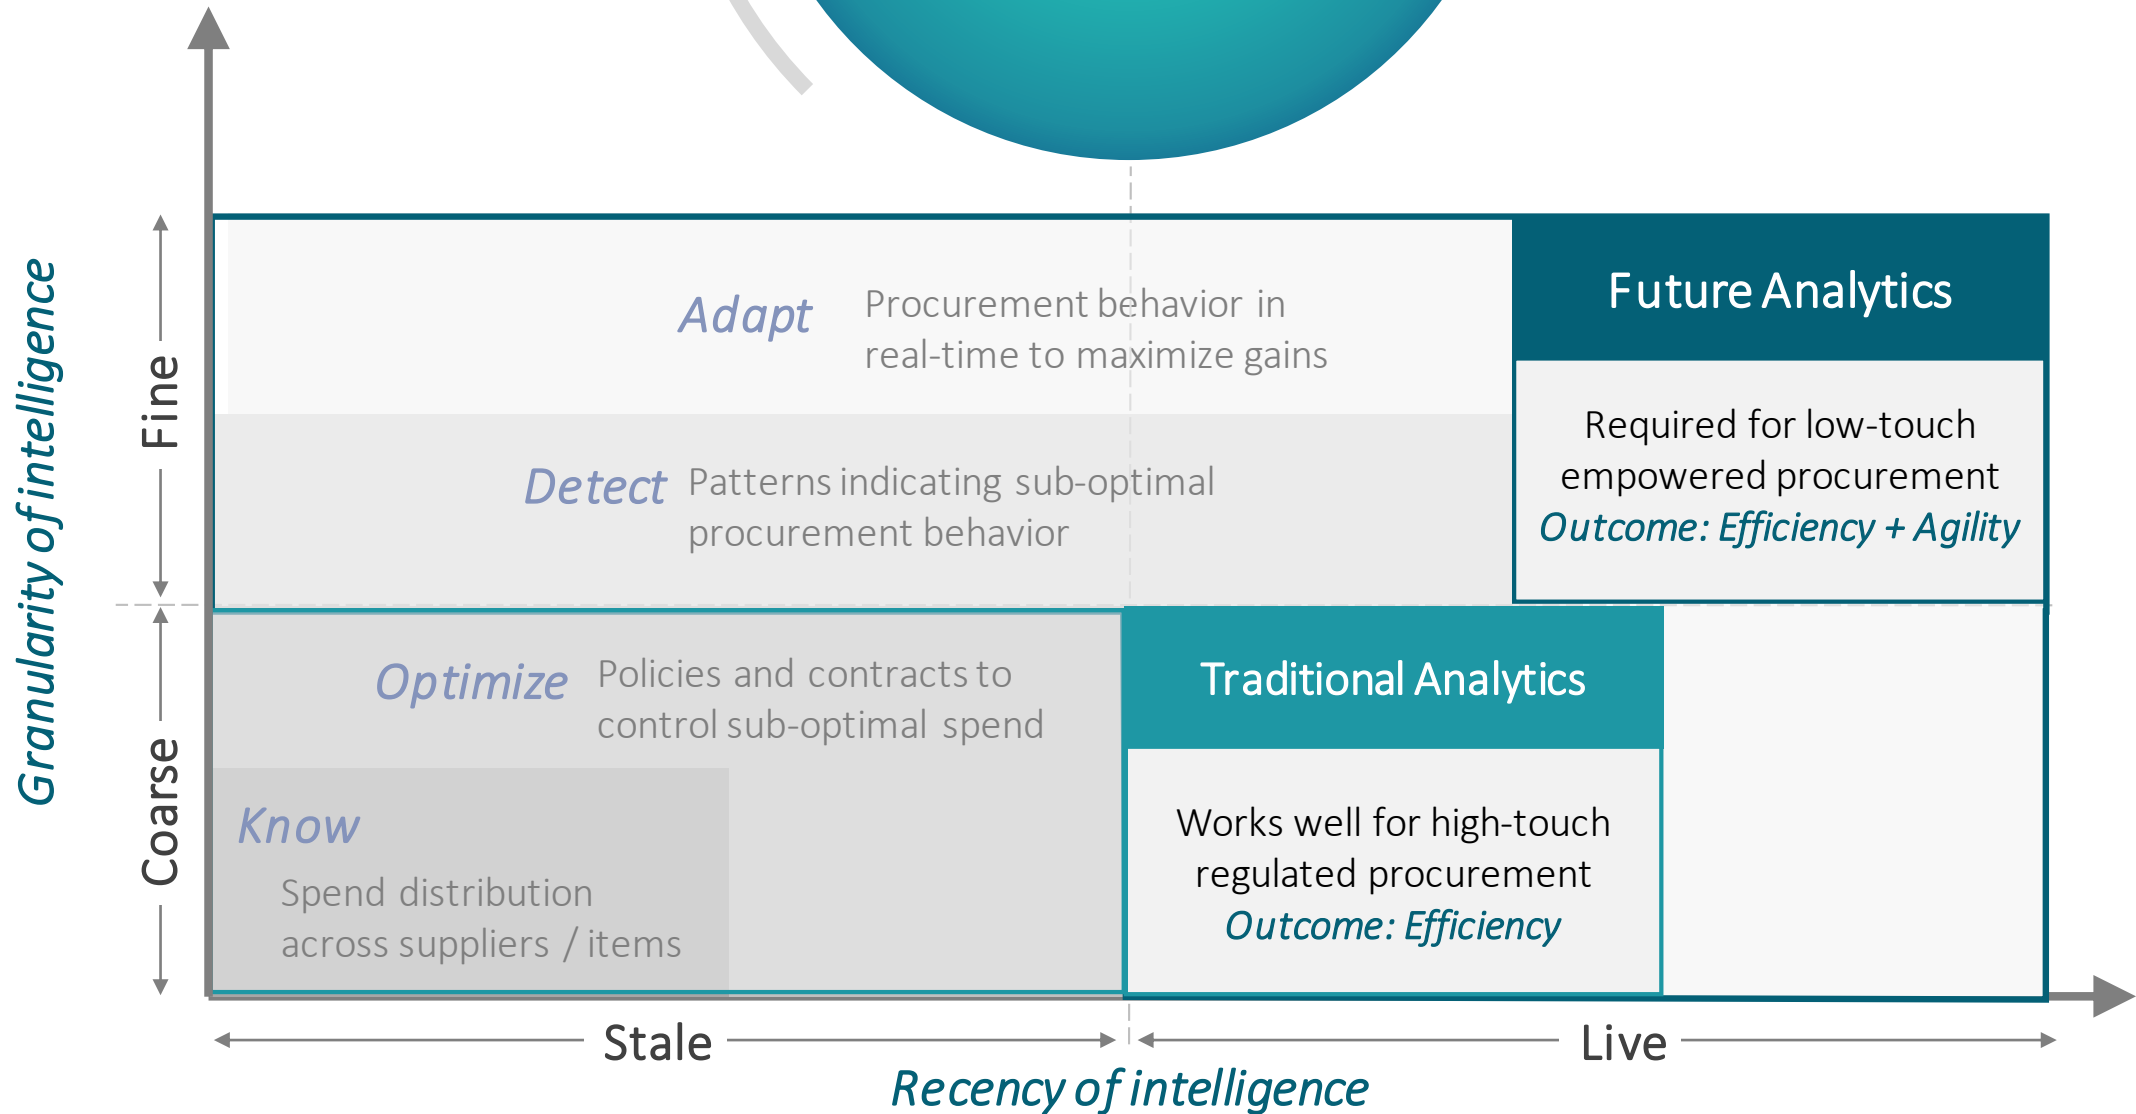 Granularity of intelligence
Fine
Coarse
Adapt
Procurement behavior in
real-time to maximize gains
Future Analytics
Required for low-touch
empowered procurement
Outcome: Efficiency + Agility
Detect
Patterns indicating sub-optimal
procurement behavior
Optimize
Policies and contracts to
control sub-optimal spend
Traditional Analytics
Works well for high-touch
regulated procurement
Outcome: Efficiency
Know
Spend distribution
across suppliers / items
Stale
Live
Recency of intelligence